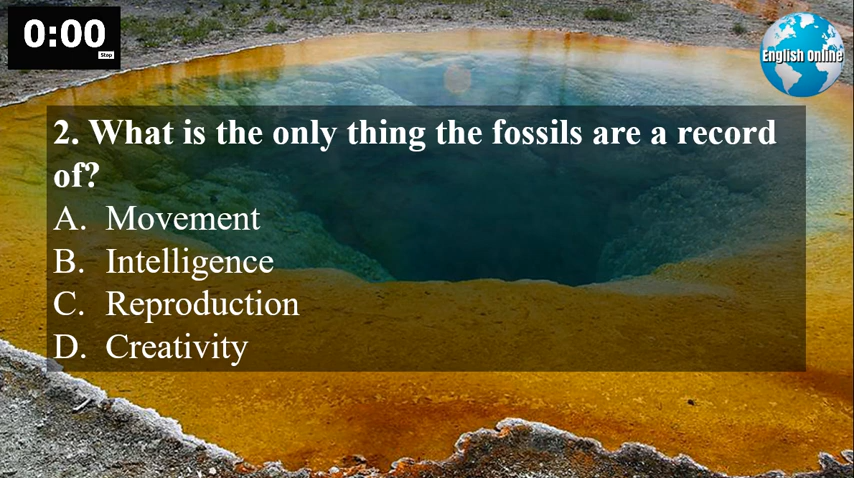 0:00
Stop
English Online
2. What is the only thing the fossils are a record
of?
A. Movement
B. Intelligence
C. Reproduction
D. Creativity